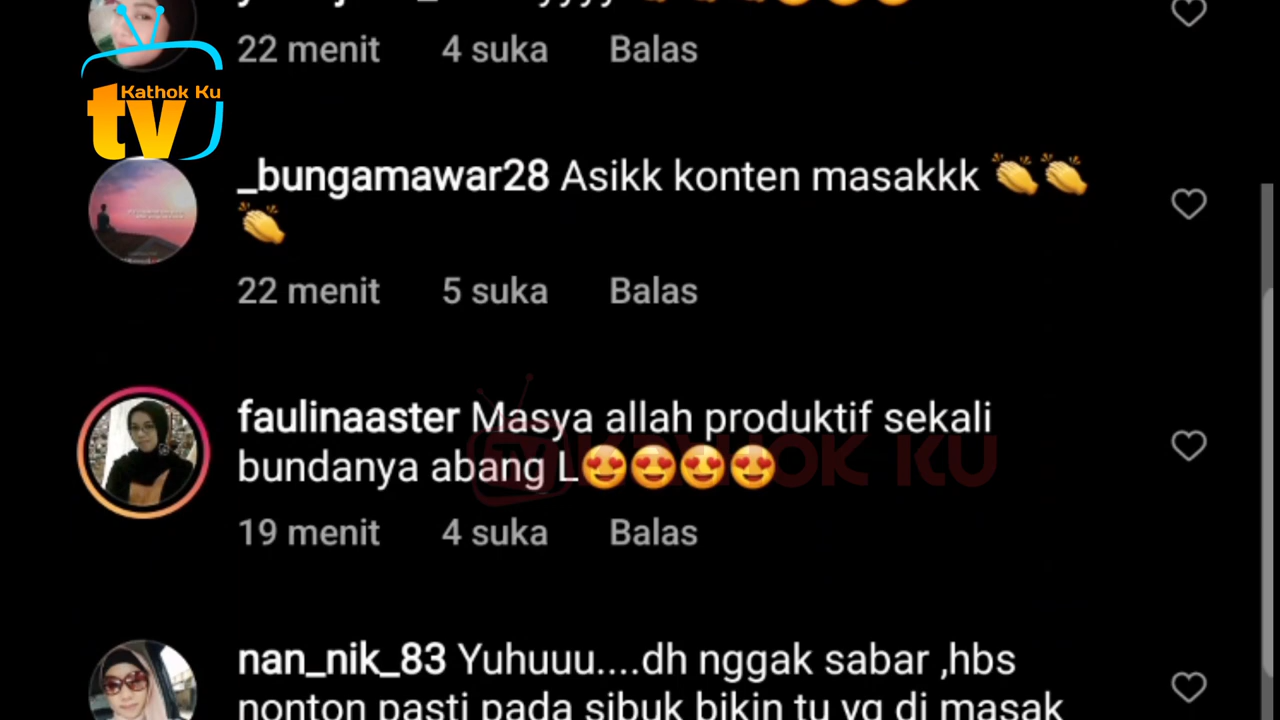 22 menit 4 suka Balas
Kathok Ku
tv
_bungamawar28 Asikk konten masakkk 👏👏
👏
22 menit 5 suka Balas
faulinaaster Masya allah produktif sekali
bundanya abang L😍😍😍😍
KATHOK KU
19 menit 4 suka Balas
nan_nik_83 Yuhuuu....dh nggak sabar ,hbs
nonton pasti pada sibuk bikin tu yg di masak